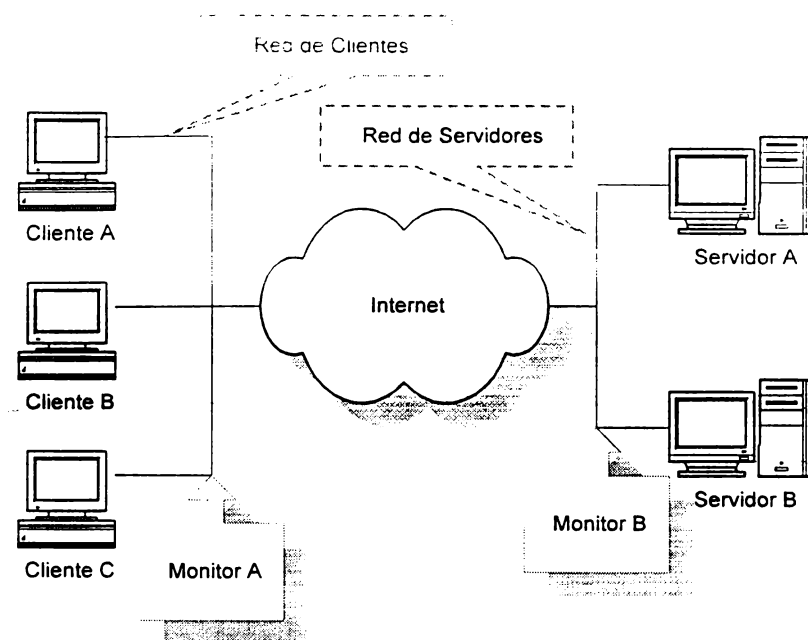 Red de Clientes
Red de Servidores
Cliente A
Servidor A
Internet
Cliente B
Servidor B
Monitor B
Cliente C
Monitor A